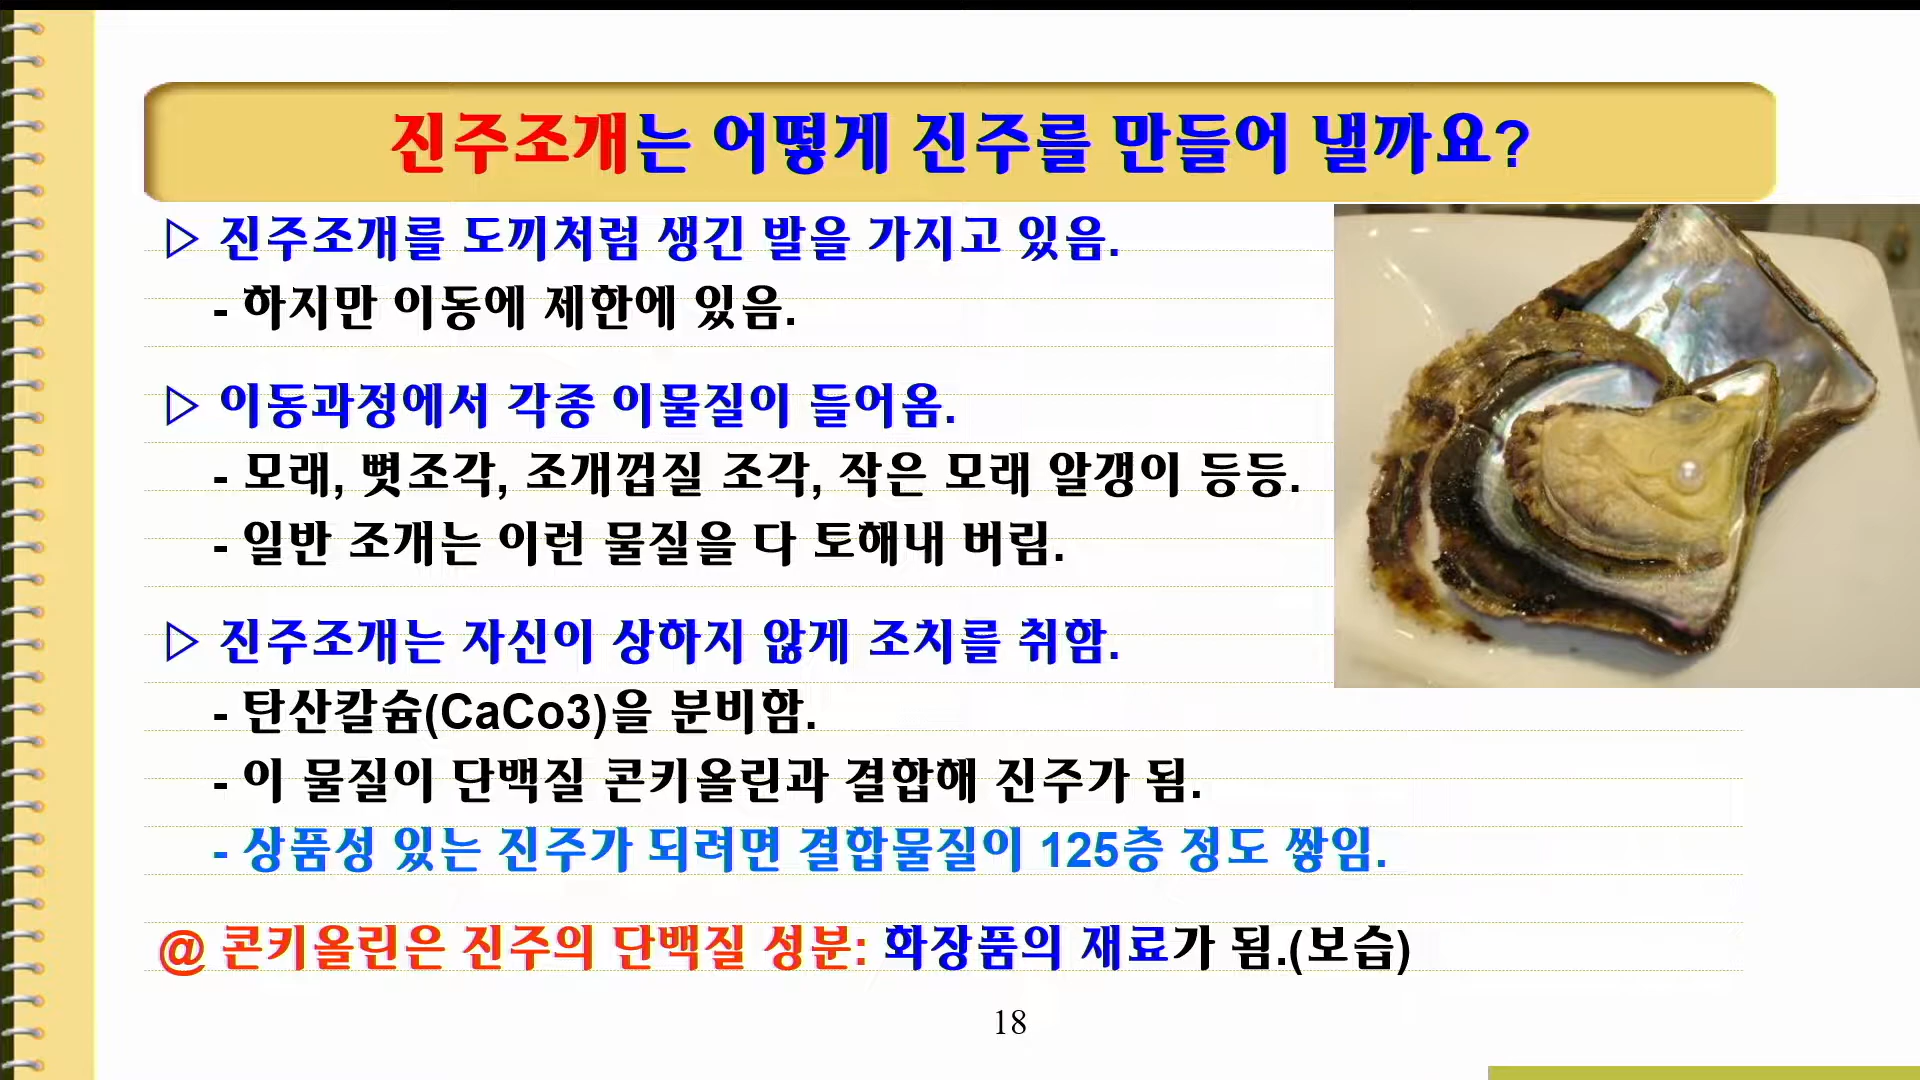 진주조개는 어떻게 진주를 만들어 낼까요?
▷ 진주조개를 도끼처럼 생긴 발을 가지고 있음.
- 하지만 이동에 제한에 있음.
▷ 이동과정에서 각종 이물질이 들어옴.
- 모래, 뼛조각, 조개껍질 조각, 작은 모래 알갱이 등등.
- 일반 조개는 이런 물질을 다 토해내 버림.
▷ 진주조개는 자신이 상하지 않게 조치를 취함.
- 탄산칼슘(CaCo3)을 분비함.
- 이 물질이 단백질 콘키올린과 결합해 진주가 됨.
- 상품성 있는 진주가 되려면 결합물질이 125층 정도 쌓임.
@ 콘키올린은 진주의 단백질 성분: 화장품의 재료가 됨.(보습)
18